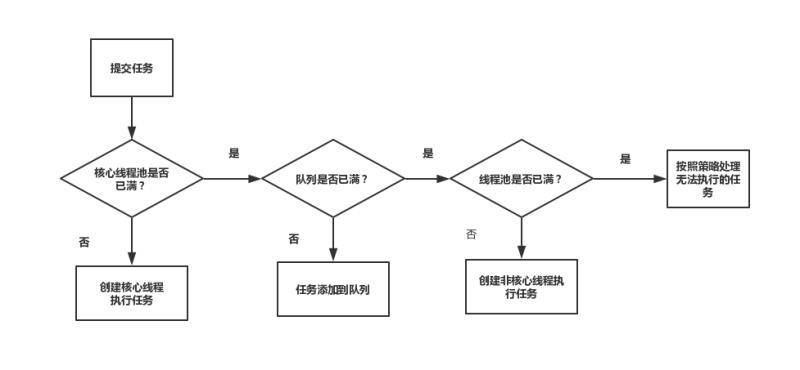 提交任务
核心线程池是否
已满？
是
队列是否已满？
是
线程池是否已满？
是
按照策略处理
无法执行的任
务
否
创建核心线程
执行任务
否
任务添加到队列
否
创建非核心线程执
行任务